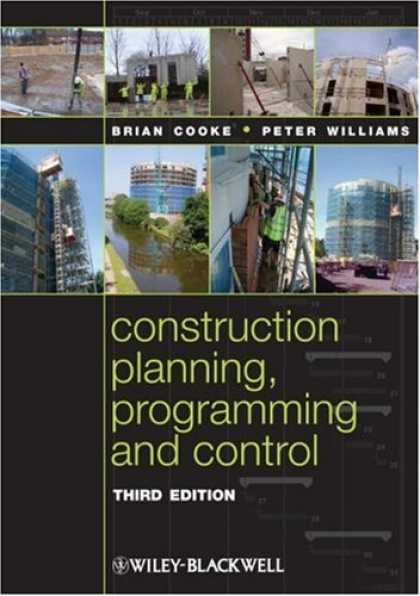 BRIAN COOKE • PETER WILLIAMS
construction
planning,
programming
and control
THIRD EDITION
WILEY-BLACKWELL